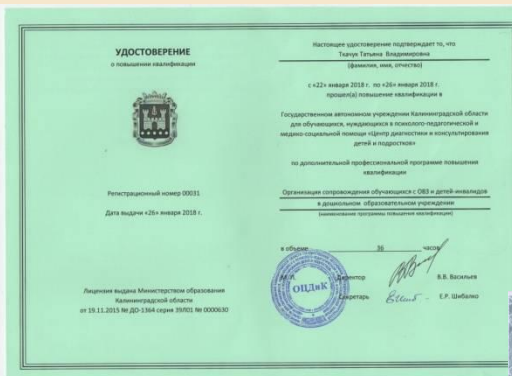 УДОСТОВЕРЕНИЕ
о повышении квалификации
Регистрационный номер 00031
Дата выдачи «26» января 2018 г.
Лицензия выдана Министерством образования
Калининградской области
от 19.11.2015 № ДО-1364 серия 39Л01 № 0000630
Настоящее удостоверение подтверждает то, что
Ткачук Татьяна Владимировна
(фамилия, имя, отчество)
с «22» января 2018 г. по «26» января 2018 г.
прошел(а) повышение квалификации в
Государственном автономном учреждении Калининградской области
для обучающихся, нуждающихся в психолого-педагогической и
медико-социальной помощи «Центр диагностики и консультирования
детей и подростков»
по дополнительной профессиональной программе повышения
квалификации
Организация сопровождения обучающихся с ОВЗ и детей-инвалидов
в дошкольном образовательном учреждении
(наименование программы повышения квалификации)
в объеме 36 часов
М.П. Директор В.В. Васильев
ОЦДиК
Секретарь Е.Р. Шибалко